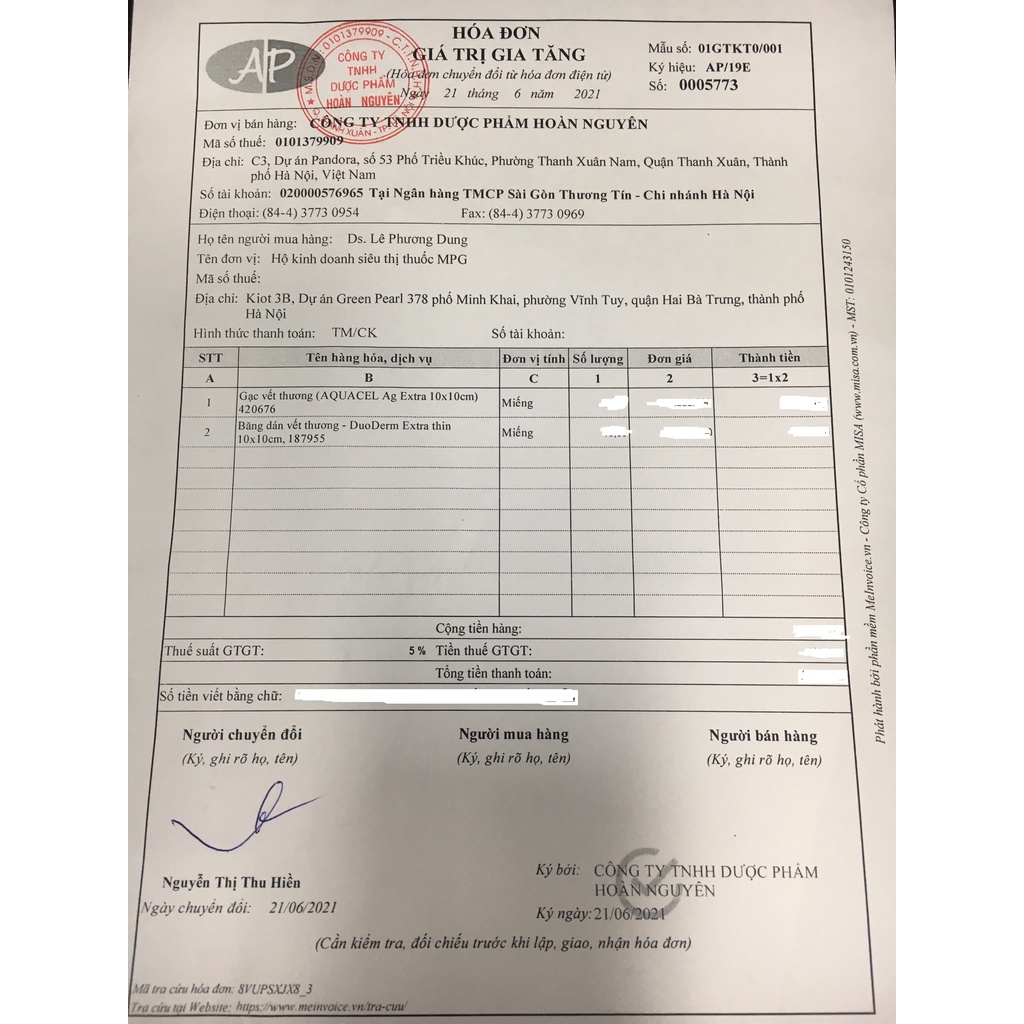 AP
HÓA ĐƠN
GIÁ TRỊ GIA TĂNG
(Hóa đơn chuyển đổi từ hóa đơn điện tử)
Ngày 21 tháng 6 năm 2021
Mẫu số: 01GTKT0/001
Ký hiệu: AP/19E
Số: 0005773
M.S.D.N: 0101379909 - C.T.T.N.H.H
CÔNG TY
TNHH
DƯỢC PHẨM
HOÀN NGUYÊN
Đơn vị bán hàng: CÔNG TY TNHH DƯỢC PHẨM HOÀN NGUYÊN
Mã số thuế: 0101379909
Địa chỉ: C3, Dự án Pandora, số 53 Phố Triều Khúc, Phường Thanh Xuân Nam, Quận Thanh Xuân, Thành
phố Hà Nội, Việt Nam
Số tài khoản: 020000576965 Tại Ngân hàng TMCP Sài Gòn Thương Tín - Chi nhánh Hà Nội
Điện thoại: (84-4) 3773 0954 Fax: (84-4) 3773 0969
Họ tên người mua hàng: Ds. Lê Phương Dung
Tên đơn vị: Hộ kinh doanh siêu thị thuốc MPG
Mã số thuế:
Địa chỉ: Kiot 3B, Dự án Green Pearl 378 phố Minh Khai, phường Vĩnh Tuy, quận Hai Bà Trưng, thành phố
Hà Nội
Hình thức thanh toán: TM/CK Số tài khoản:
STT Tên hàng hóa, dịch vụ Đơn vị tính Số lượng Đơn giá Thành tiền
A B C 1 2 3=1x2
1 Gạc vết thương (AQUACEL Ag Extra 10x10cm) 420676 Miếng
2 Băng dán vết thương - DuoDerm Extra thin 10x10cm, 187955 Miếng
Cộng tiền hàng:
Thuế suất GTGT: 5 % Tiền thuế GTGT:
Tổng tiền thanh toán:
Số tiền viết bằng chữ:
Người chuyển đổi Người mua hàng Người bán hàng
(Ký, ghi rõ họ, tên) (Ký, ghi rõ họ, tên) (Ký, ghi rõ họ, tên)
Nguyễn Thị Thu Hiền
Ngày chuyển đổi: 21/06/2021
Ký bởi: CÔNG TY TNHH DƯỢC PHẨM
HOÀN NGUYÊN
Ký ngày: 21/06/2021
(Cần kiểm tra, đối chiếu trước khi lập, giao, nhận hóa đơn)
Mã tra cứu hóa đơn: 8VUPSXJX8_3
Tra cứu tại Website: https://www.meinvoice.vn/tra-cuu/
Phát hành bởi phần mềm MeInvoice.vn - Công ty Cổ phần MISA (www.misa.com.vn) - MST: 0101243150